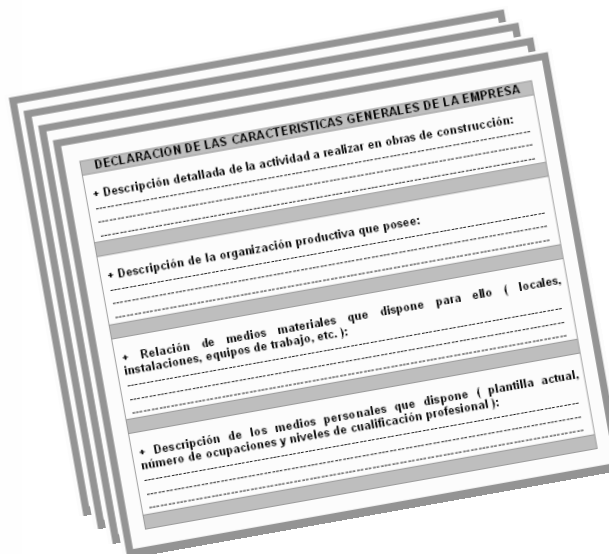 DECLARACION DE LAS CARACTERISTICAS GENERALES DE LA EMPRESA
+ Descripción detallada de la actividad a realizar en obras de construcción:
+ Descripción de la organización productiva que posee:
+ Relación de medios materiales que dispone para ello ( locales,
instalaciones, equipos de trabajo, etc. ):
+ Descripción de los medios personales que dispone ( plantilla actual,
número de ocupaciones y niveles de cualificación profesional ):